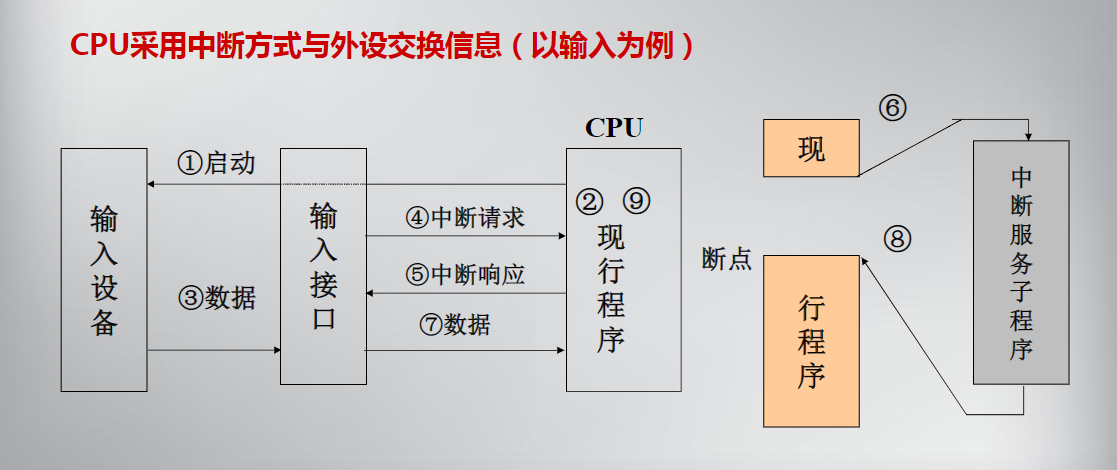 CPU采用中断方式与外设交换信息（以输入为例）
CPU
①启动
输入设备
③数据
输入接口
④中断请求
⑤中断响应
⑦数据
② ⑨
现行程序
断点
现
行程序
⑥
⑧
中断服务子程序